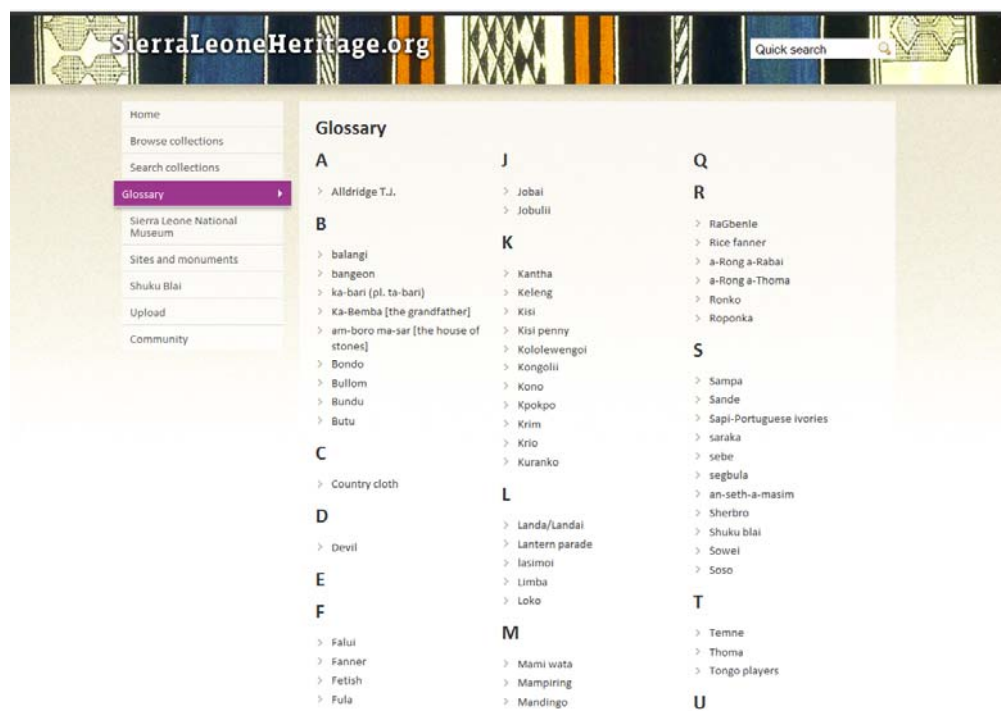 SierraLeoneHeritage.org
Quick search
Home
Browse collections
Search collections
Glossary
Sierra Leone National
Museum
Sites and monuments
Shuku Blai
Upload
Community
Glossary
A
Alldridge T.J.
B
balangi
bangeon
ka-bari (pl. ta-bari)
Ka-Bemba [the grandfather]
am-boro ma-sar [the house of
stones]
Bondo
Bullom
Bundu
Butu
C
Country cloth
D
Devil
E
F
Falui
Fanner
Fetish
Fula
J
Jobai
Jobulii
K
Kantha
Keleng
Kisi
Kisi penny
Kololewengoi
Kongolii
Kono
Kpokpo
Krim
Krio
Kuranko
L
Landa/Landai
Lantern parade
lasimoi
Limba
Loko
M
Mami wata
Mampiring
Mandingo
Q
R
RaGbenle
Rice fanner
a-Rong a-Rabai
a-Rong a-Thoma
Ronko
Roponka
S
Sampa
Sande
Sapi-Portuguese ivories
saraka
sebe
segbula
an-seth-a-masim
Sherbro
Shuku blai
Sowei
Soso
T
Temne
Thoma
Tongo players
U